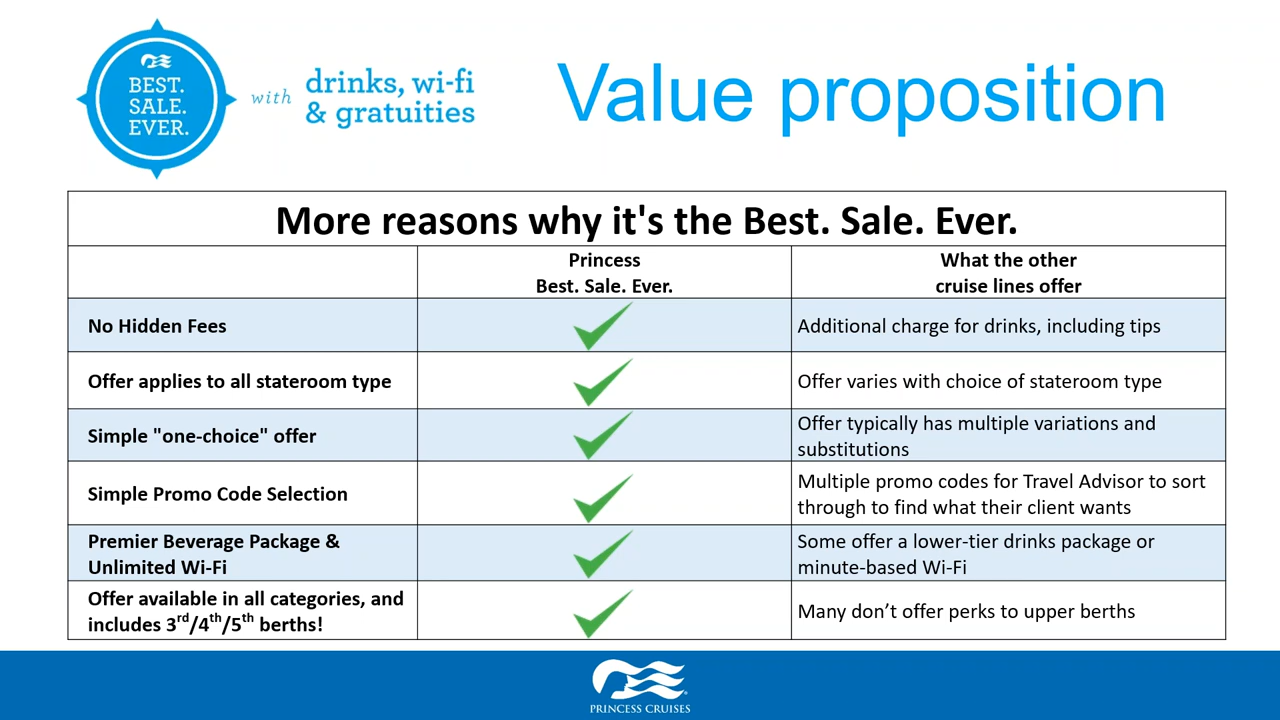 BEST.
SALE.
EVER.
with drinks, wi-fi
& gratuities
Value proposition
More reasons why it's the Best. Sale. Ever.
Princess
Best. Sale. Ever.
What the other
cruise lines offer
No Hidden Fees
Additional charge for drinks, including tips
Offer applies to all stateroom type
Offer varies with choice of stateroom type
Simple "one-choice" offer
Offer typically has multiple variations and
substitutions
Simple Promo Code Selection
Multiple promo codes for Travel Advisor to sort
through to find what their client wants
Premier Beverage Package &
Unlimited Wi-Fi
Some offer a lower-tier drinks package or
minute-based Wi-Fi
Offer available in all categories, and
includes 3rd/4th/5th berths!
Many don’t offer perks to upper berths
PRINCESS CRUISES